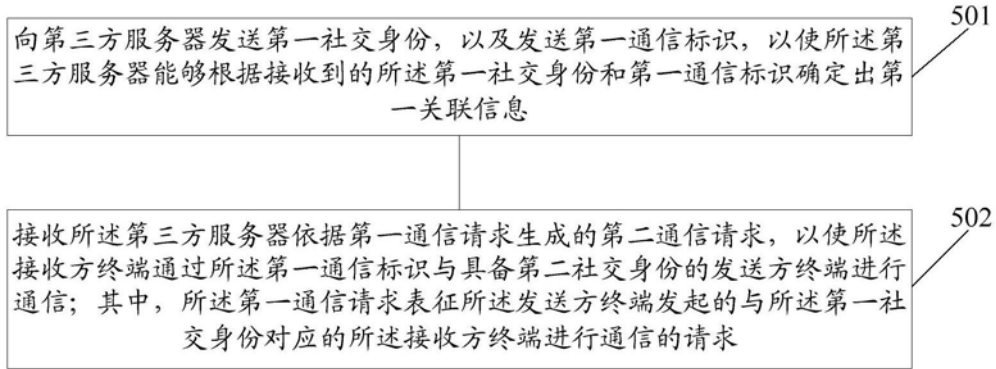 501
向第三方服务器发送第一社交身份，以及发送第一通信标识，以使所述第
三方服务器能够根据接收到的所述第一社交身份和第一通信标识确定出第
一关联信息
502
接收所述第三方服务器依据第一通信请求生成的第二通信请求，以使所述
接收方终端通过所述第一通信标识与具备第二社交身份的发送方终端进行
通信；其中，所述第一通信请求表征所述发送方终端发起的与所述第一社
交身份对应的所述接收方终端进行通信的请求